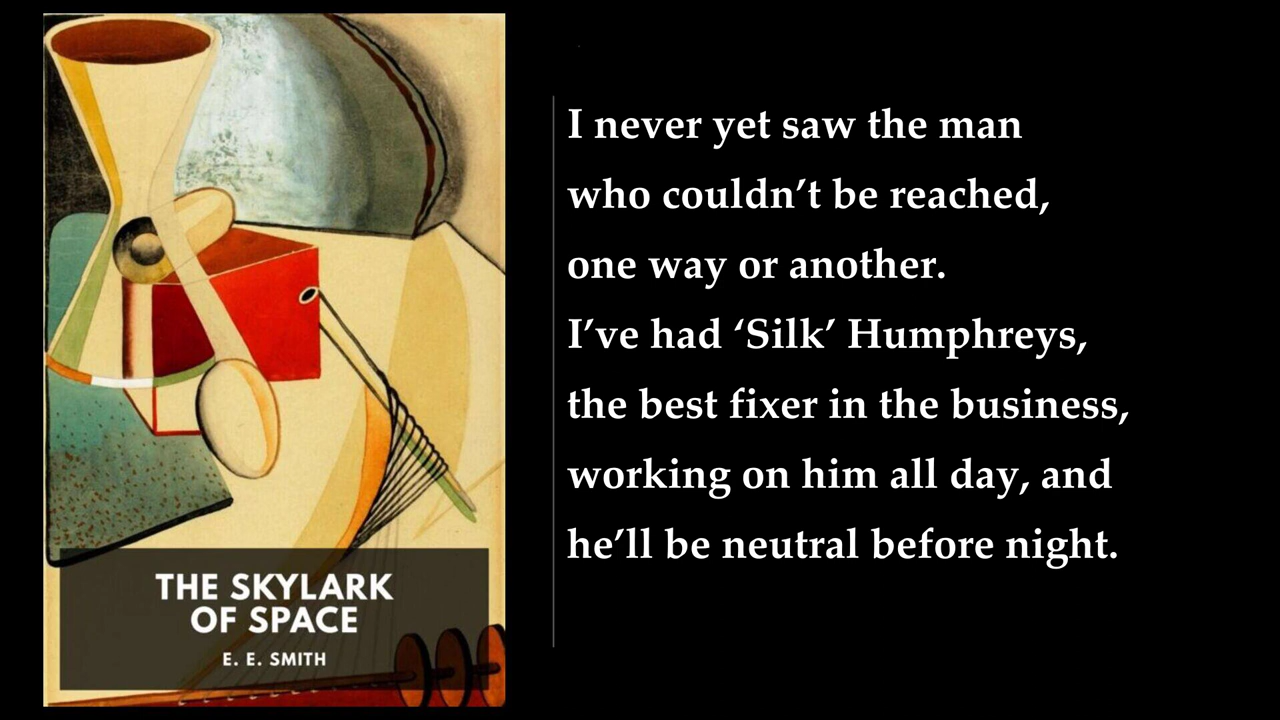 THE SKYLARK
OF SPACE
E. E. SMITH
I never yet saw the man
who couldn’t be reached,
one way or another.
I’ve had ‘Silk’ Humphreys,
the best fixer in the business,
working on him all day, and
he’ll be neutral before night.